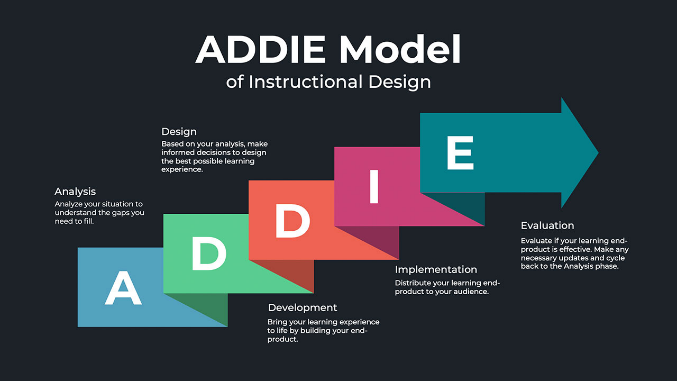 ADDIE Model
of Instructional Design
Analysis
Analyze your situation to
understand the gaps you
need to fill.
Design
Based on your analysis, make
informed decisions to design
the best possible learning
experience.
A
D
D
I
E
Development
Bring your learning experience
to life by building your end-
product.
Implementation
Distribute your learning end-
product to your audience.
Evaluation
Evaluate if your learning end-
product is effective. Make any
necessary updates and cycle
back to the Analysis phase.